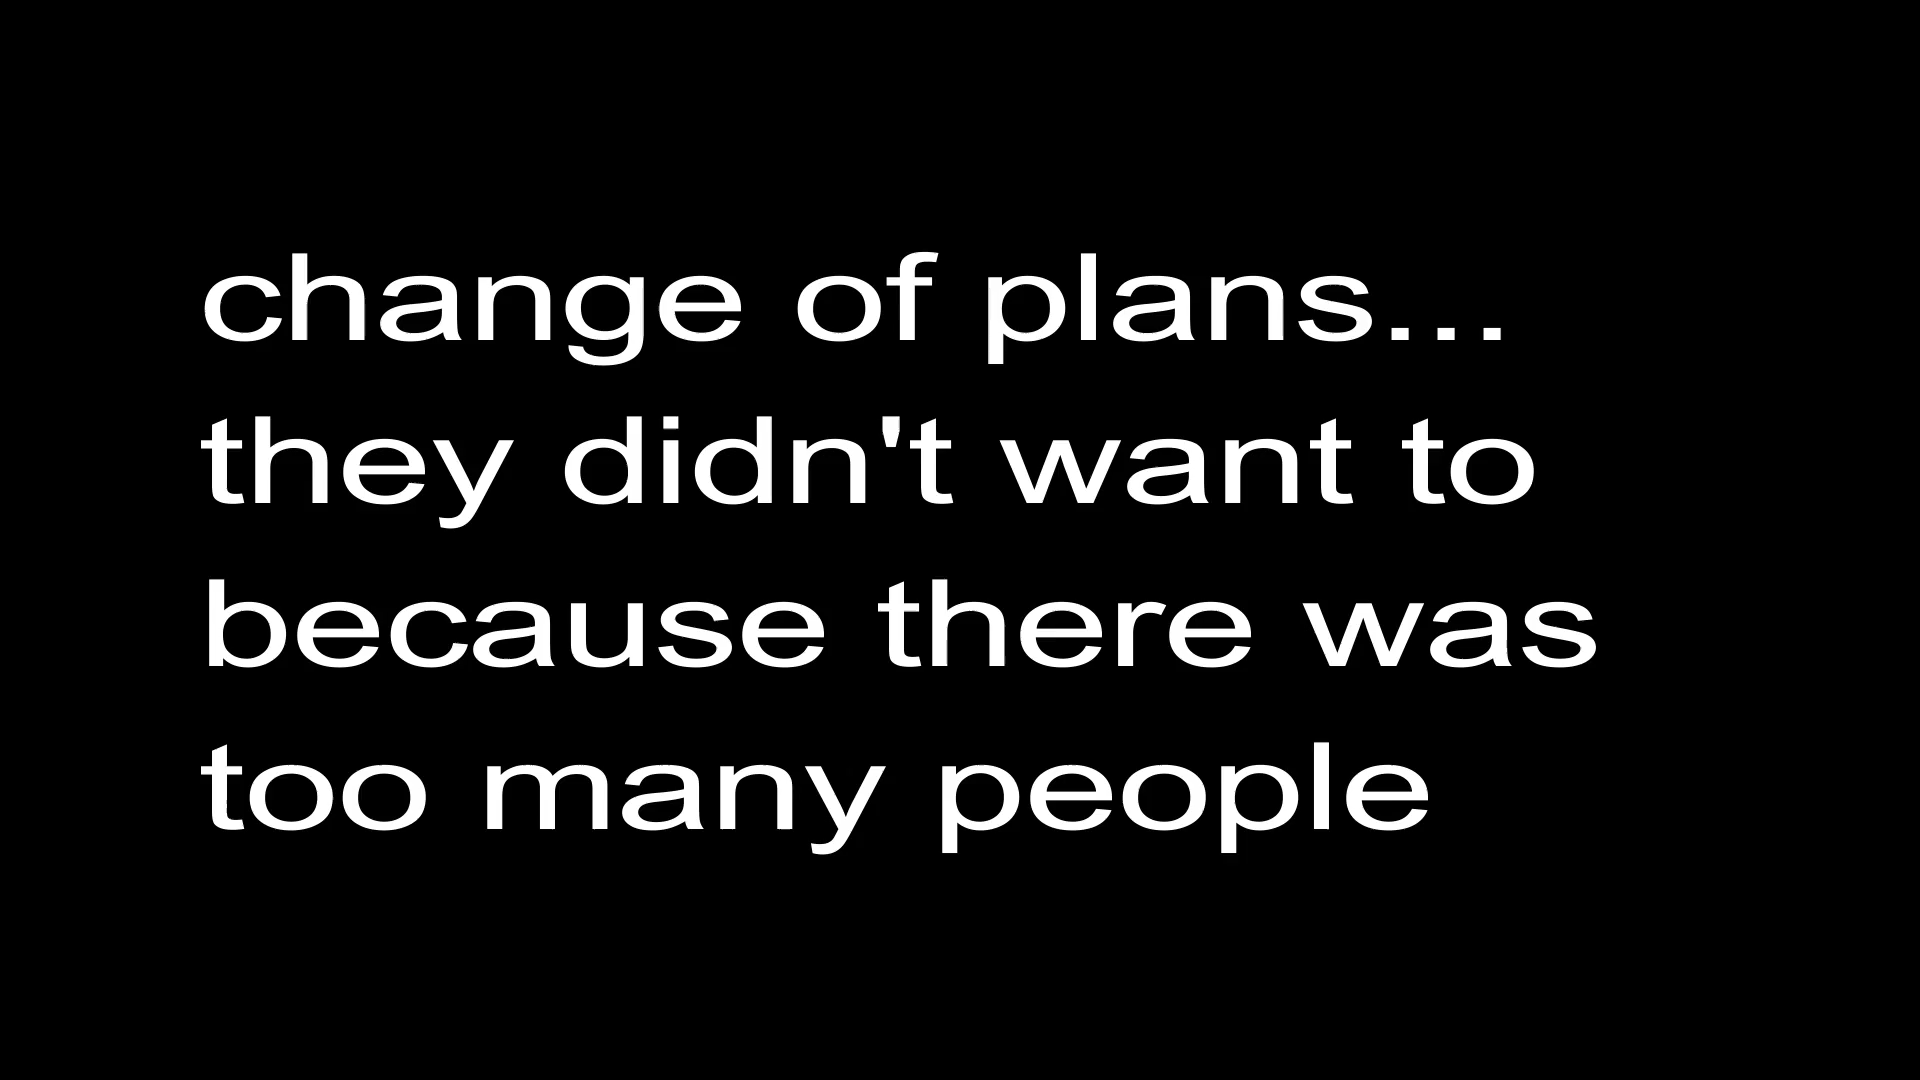 change of plans...
they didn't want to
because there was
too many people